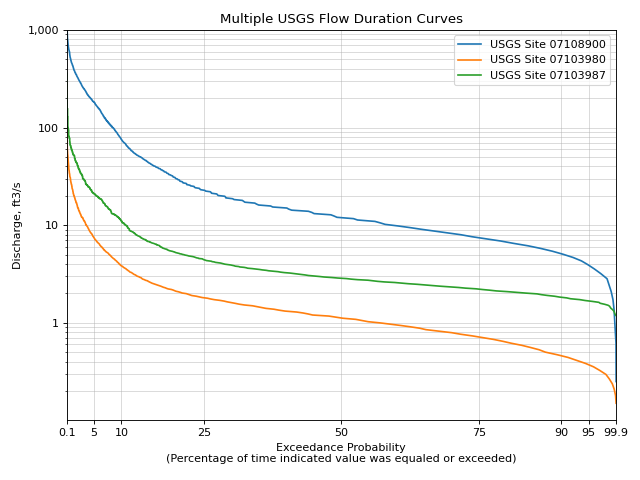 Multiple USGS Flow Duration Curves
USGS Site 07108900
USGS Site 07103980
USGS Site 07103987
1,000
100
10
1
Discharge, ft3/s
0.1 5 10 25 50 75 90 95 99.9
Exceedance Probability
(Percentage of time indicated value was equaled or exceeded)